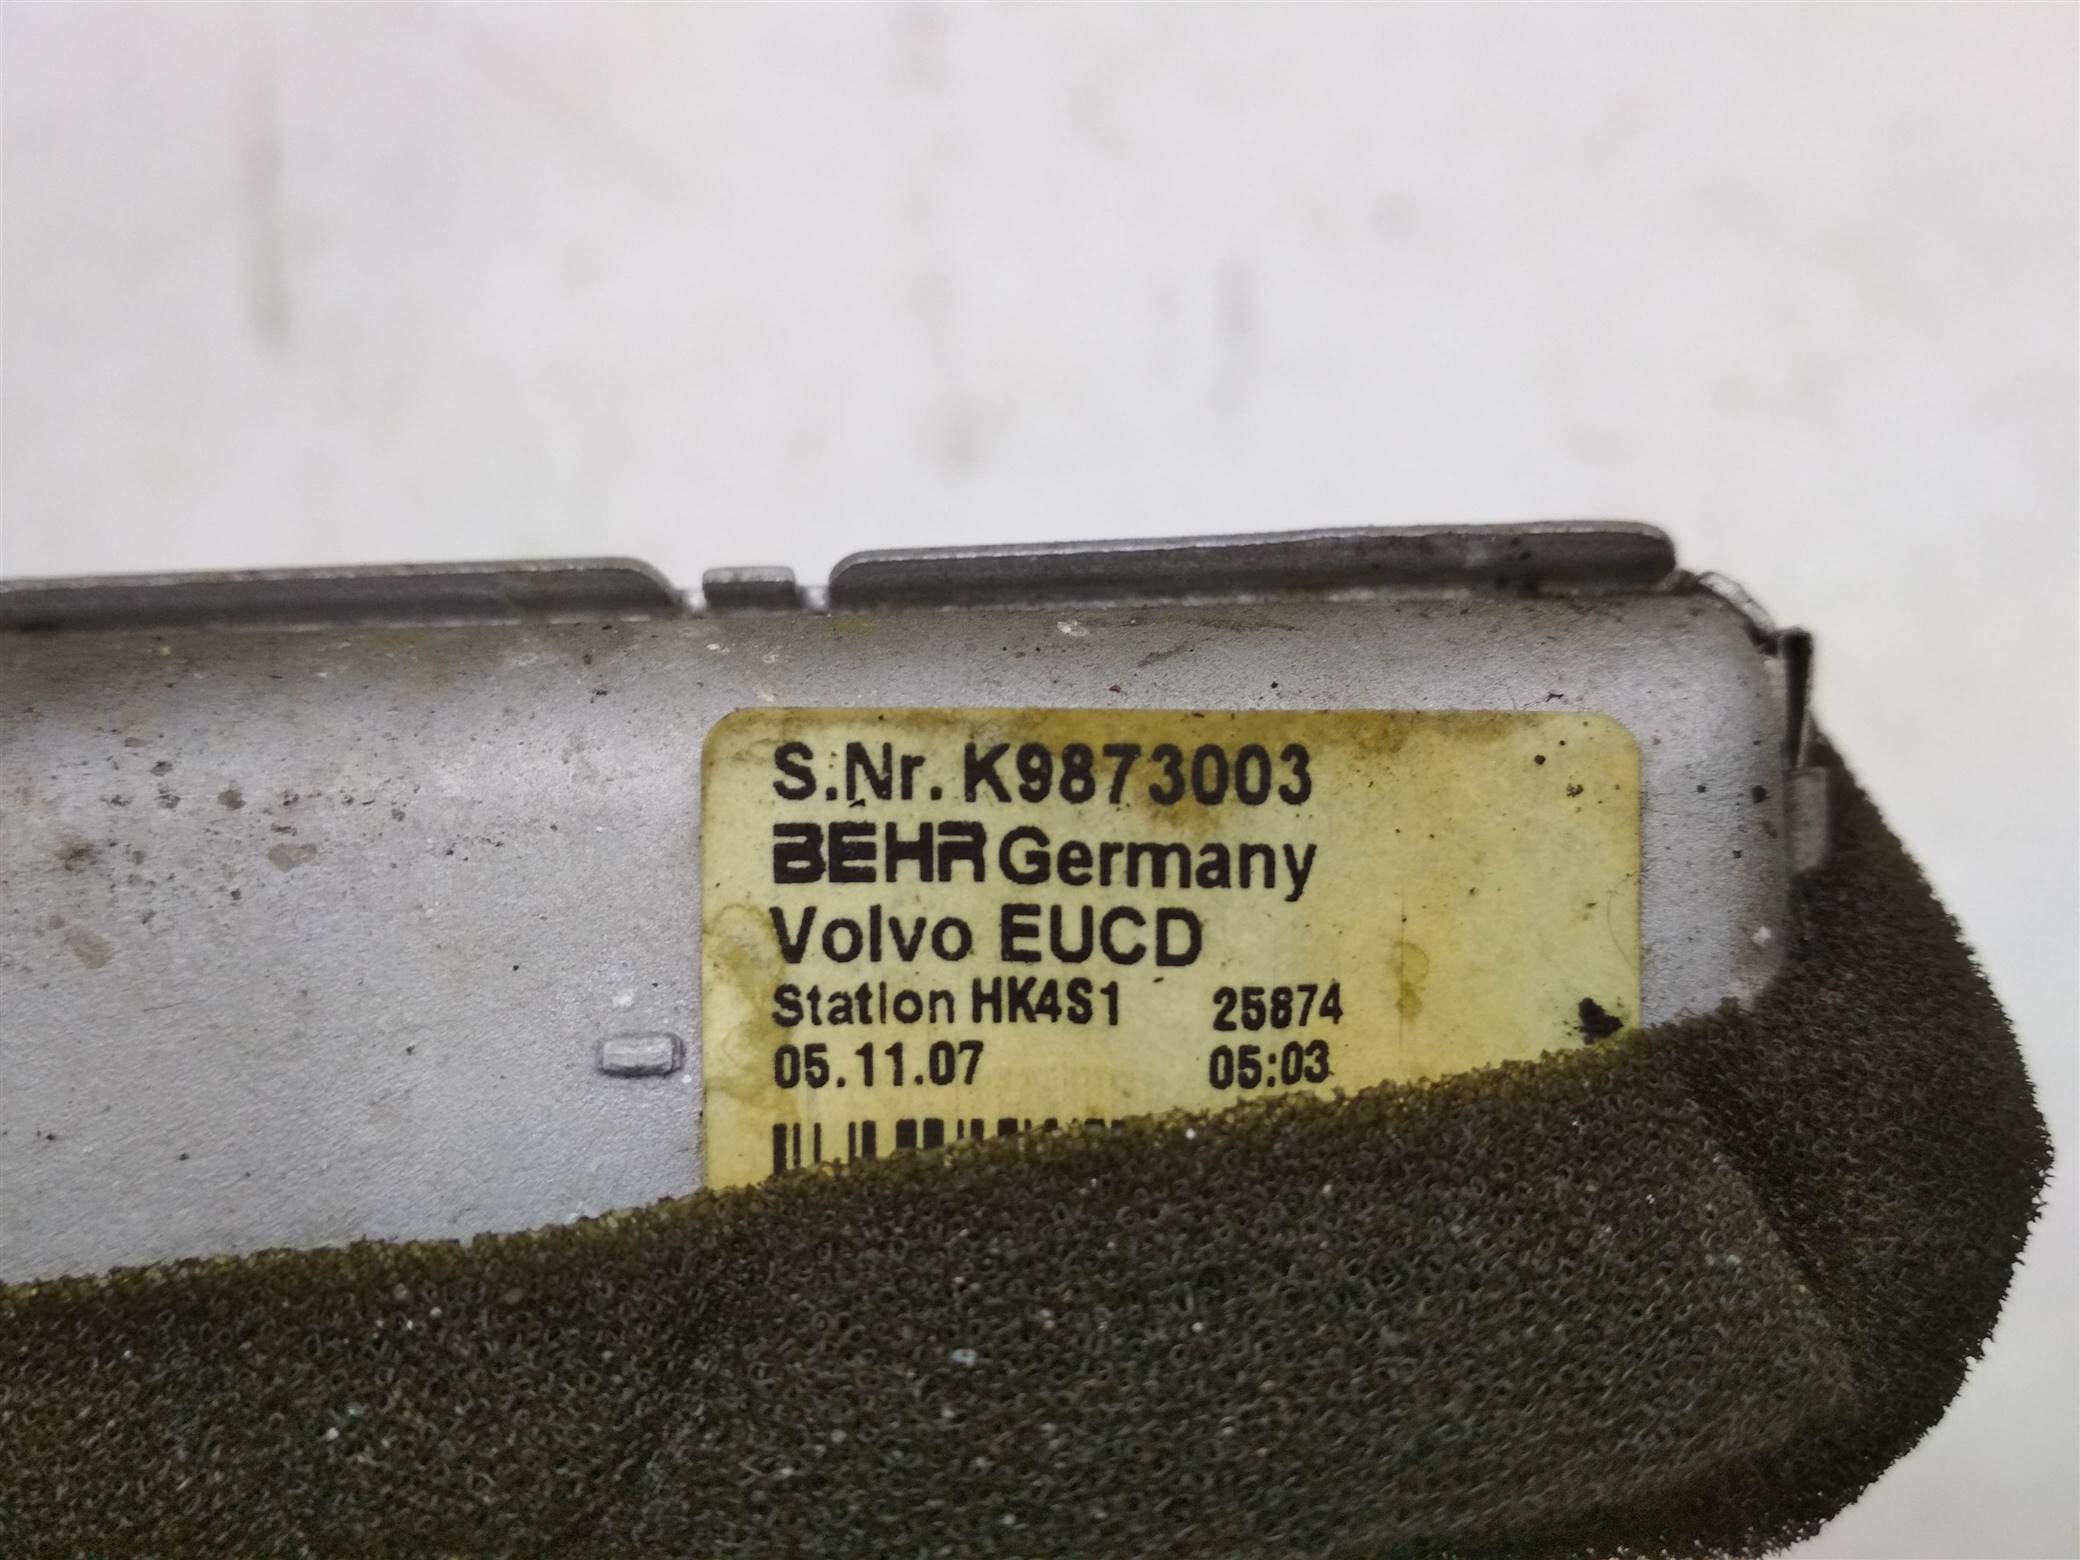 S.Nr. K9873003
BEHR Germany
Volvo EUCD
Station HK4S1 25874
05.11.07 05:03